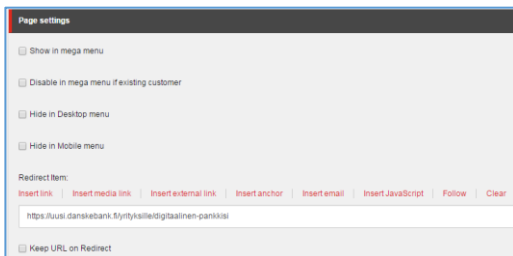 Page settings
Show in mega menu
Disable in mega menu if existing customer
Hide in Desktop menu
Hide in Mobile menu
Redirect Item:
Insert link | Insert media link | Insert external link | Insert anchor | Insert email | Insert JavaScript | Follow | Clear
https://uusi.danskebank.fi/yrityksille/digitaalinen-pankkisi
Keep URL on Redirect